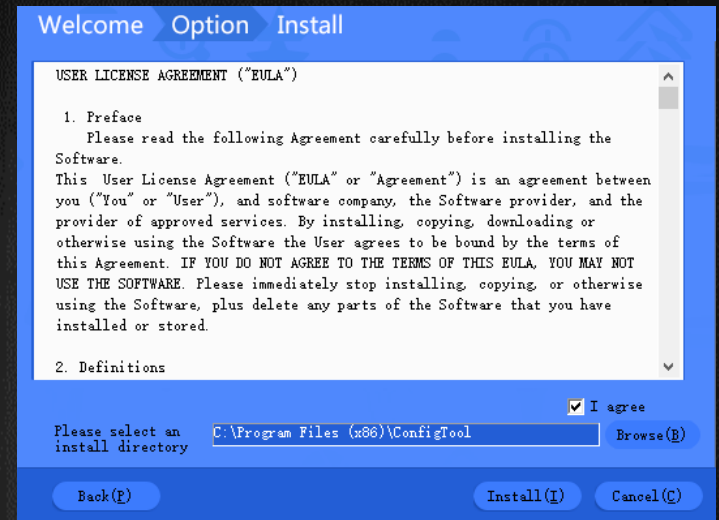 Welcome Option Install
USER LICENSE AGREEMENT ("EULA")
1. Preface
Please read the following Agreement carefully before installing the
Software.
This User License Agreement ("EULA" or "Agreement") is an agreement between
you ("You" or "User"), and software company, the Software provider, and the
provider of approved services. By installing, copying, downloading or
otherwise using the Software the User agrees to be bound by the terms of
this Agreement. IF YOU DO NOT AGREE TO THE TERMS OF THIS EULA, YOU MAY NOT
USE THE SOFTWARE. Please immediately stop installing, copying, or otherwise
using the Software, plus delete any parts of the Software that you have
installed or stored.
2. Definitions
I agree
Please select an
install directory
C:\Program Files (x86)\ConfigTool
Browse(B)
Back(P)
Install(I)
Cancel(C)